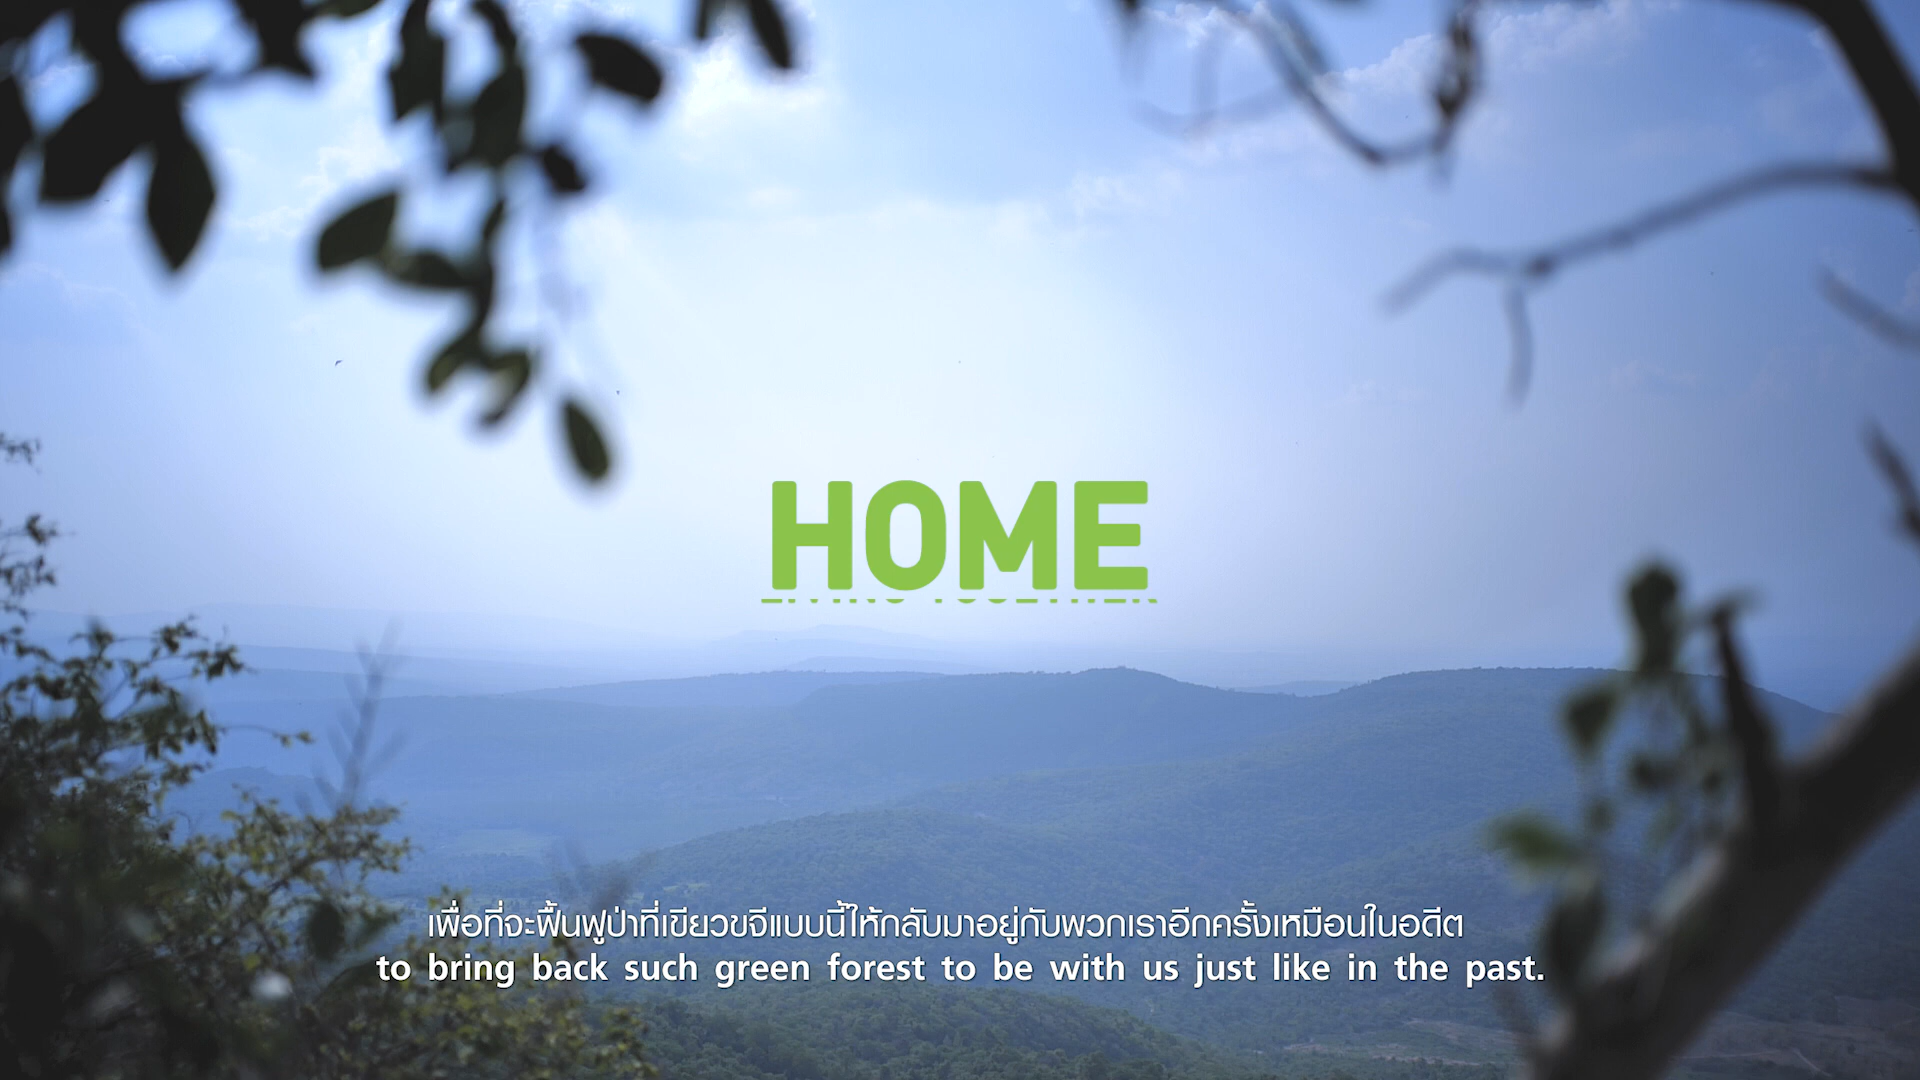 HOME
LIVING TOGETHER
เพื่อที่จะฟื้นฟูป่าที่เขียวขจีแบบนี้ให้กลับมาอยู่กับพวกเราอีกครั้งเหมือนในอดีต
to bring back such green forest to be with us just like in the past.